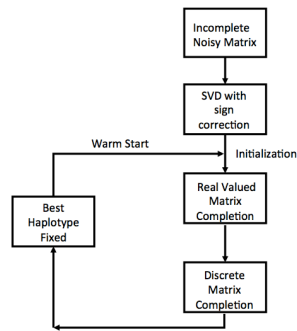 Incomplete
Noisy Matrix
SVD with
sign
correction
Warm Start
Initialization
Real Valued
Matrix
Completion
Best
Haplotype
Fixed
Discrete
Matrix
Completion